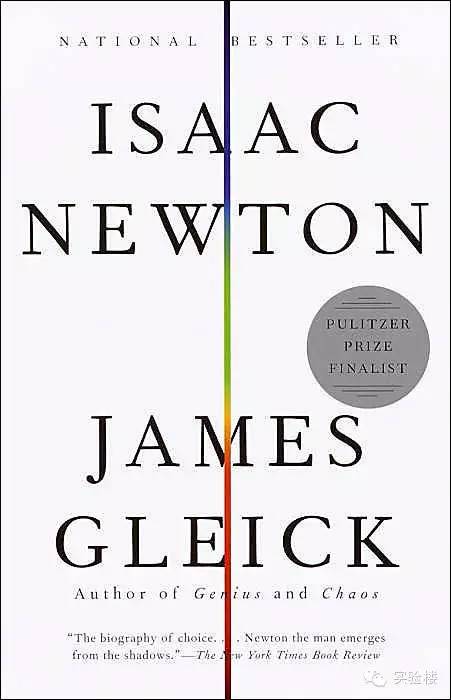 NATIONAL BESTSELLER
ISAAC
NEWTON
PULITZER
PRIZE
FINALIST
JAMES
GLEICK
Author of Genius and Chaos
“The biography of choice. . . . Newton the man emerges
from the shadows.”—The New York Times Book Review
实验楼